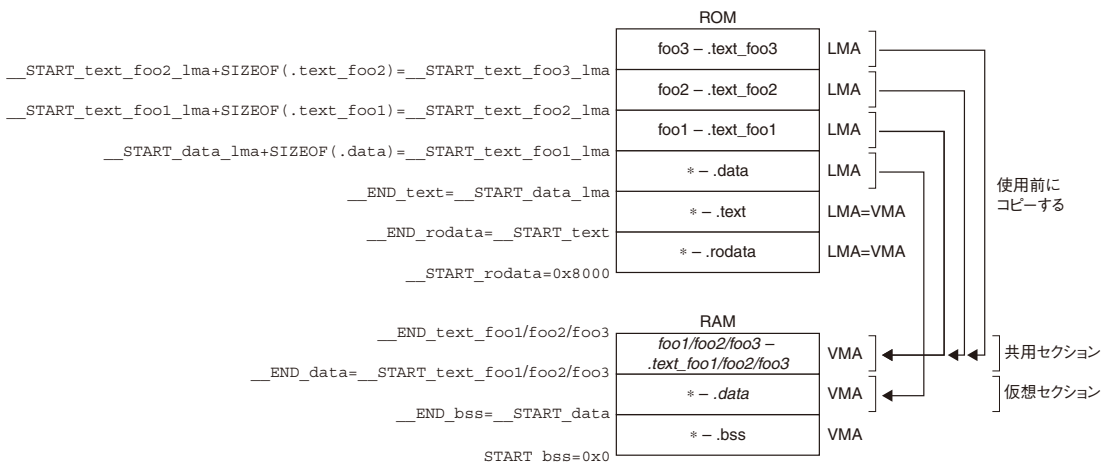 ROM
foo3 – .text_foo3 LMA
__START_text_foo2_lma+SIZEOF(.text_foo2)=__START_text_foo3_lma
foo2 – .text_foo2 LMA
__START_text_foo1_lma+SIZEOF(.text_foo1)=__START_text_foo2_lma
foo1 – .text_foo1 LMA
__START_data_lma+SIZEOF(.data)=__START_text_foo1_lma
* – .data LMA
__END_text=__START_data_lma
* – .text LMA=VMA
__END_rodata=__START_text
* – .rodata LMA=VMA
__START_rodata=0x8000
使用前に
コピーする
RAM
__END_text_foo1/foo2/foo3
foo1/foo2/foo3 –
.text_foo1/foo2/foo3
VMA
共用セクション
__END_data=__START_text_foo1/foo2/foo3
* – .data VMA
仮想セクション
__END_bss=__START_data
* – .bss VMA
START_bss=0x0